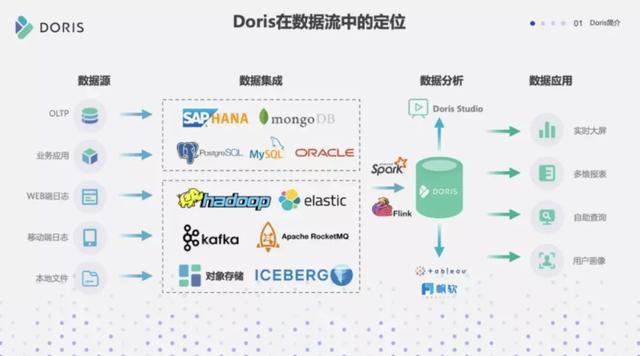 DORIS
Doris在数据流中的定位
01 Doris简介
数据源
数据集成
数据分析
数据应用
OLTP
业务应用
WEB端日志
移动端日志
本地文件
SAP HANA
mongoDB
PostgreSQL
MySQL
ORACLE
hadoop
elastic
kafka
Apache RocketMQ
对象存储
ICEBERG
Spark
Flink
Doris Studio
DORIS
+tableau
帆软
实时大屏
多维报表
自助查询
用户画像